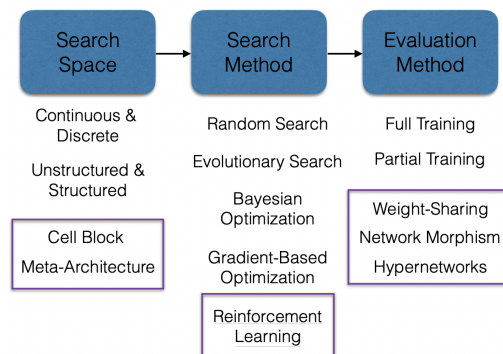 Search
Space
Search
Method
Evaluation
Method
Continuous &
Discrete
Unstructured &
Structured
Cell Block
Meta-Architecture
Random Search
Evolutionary Search
Bayesian
Optimization
Gradient-Based
Optimization
Reinforcement
Learning
Full Training
Partial Training
Weight-Sharing
Network Morphism
Hypernetworks